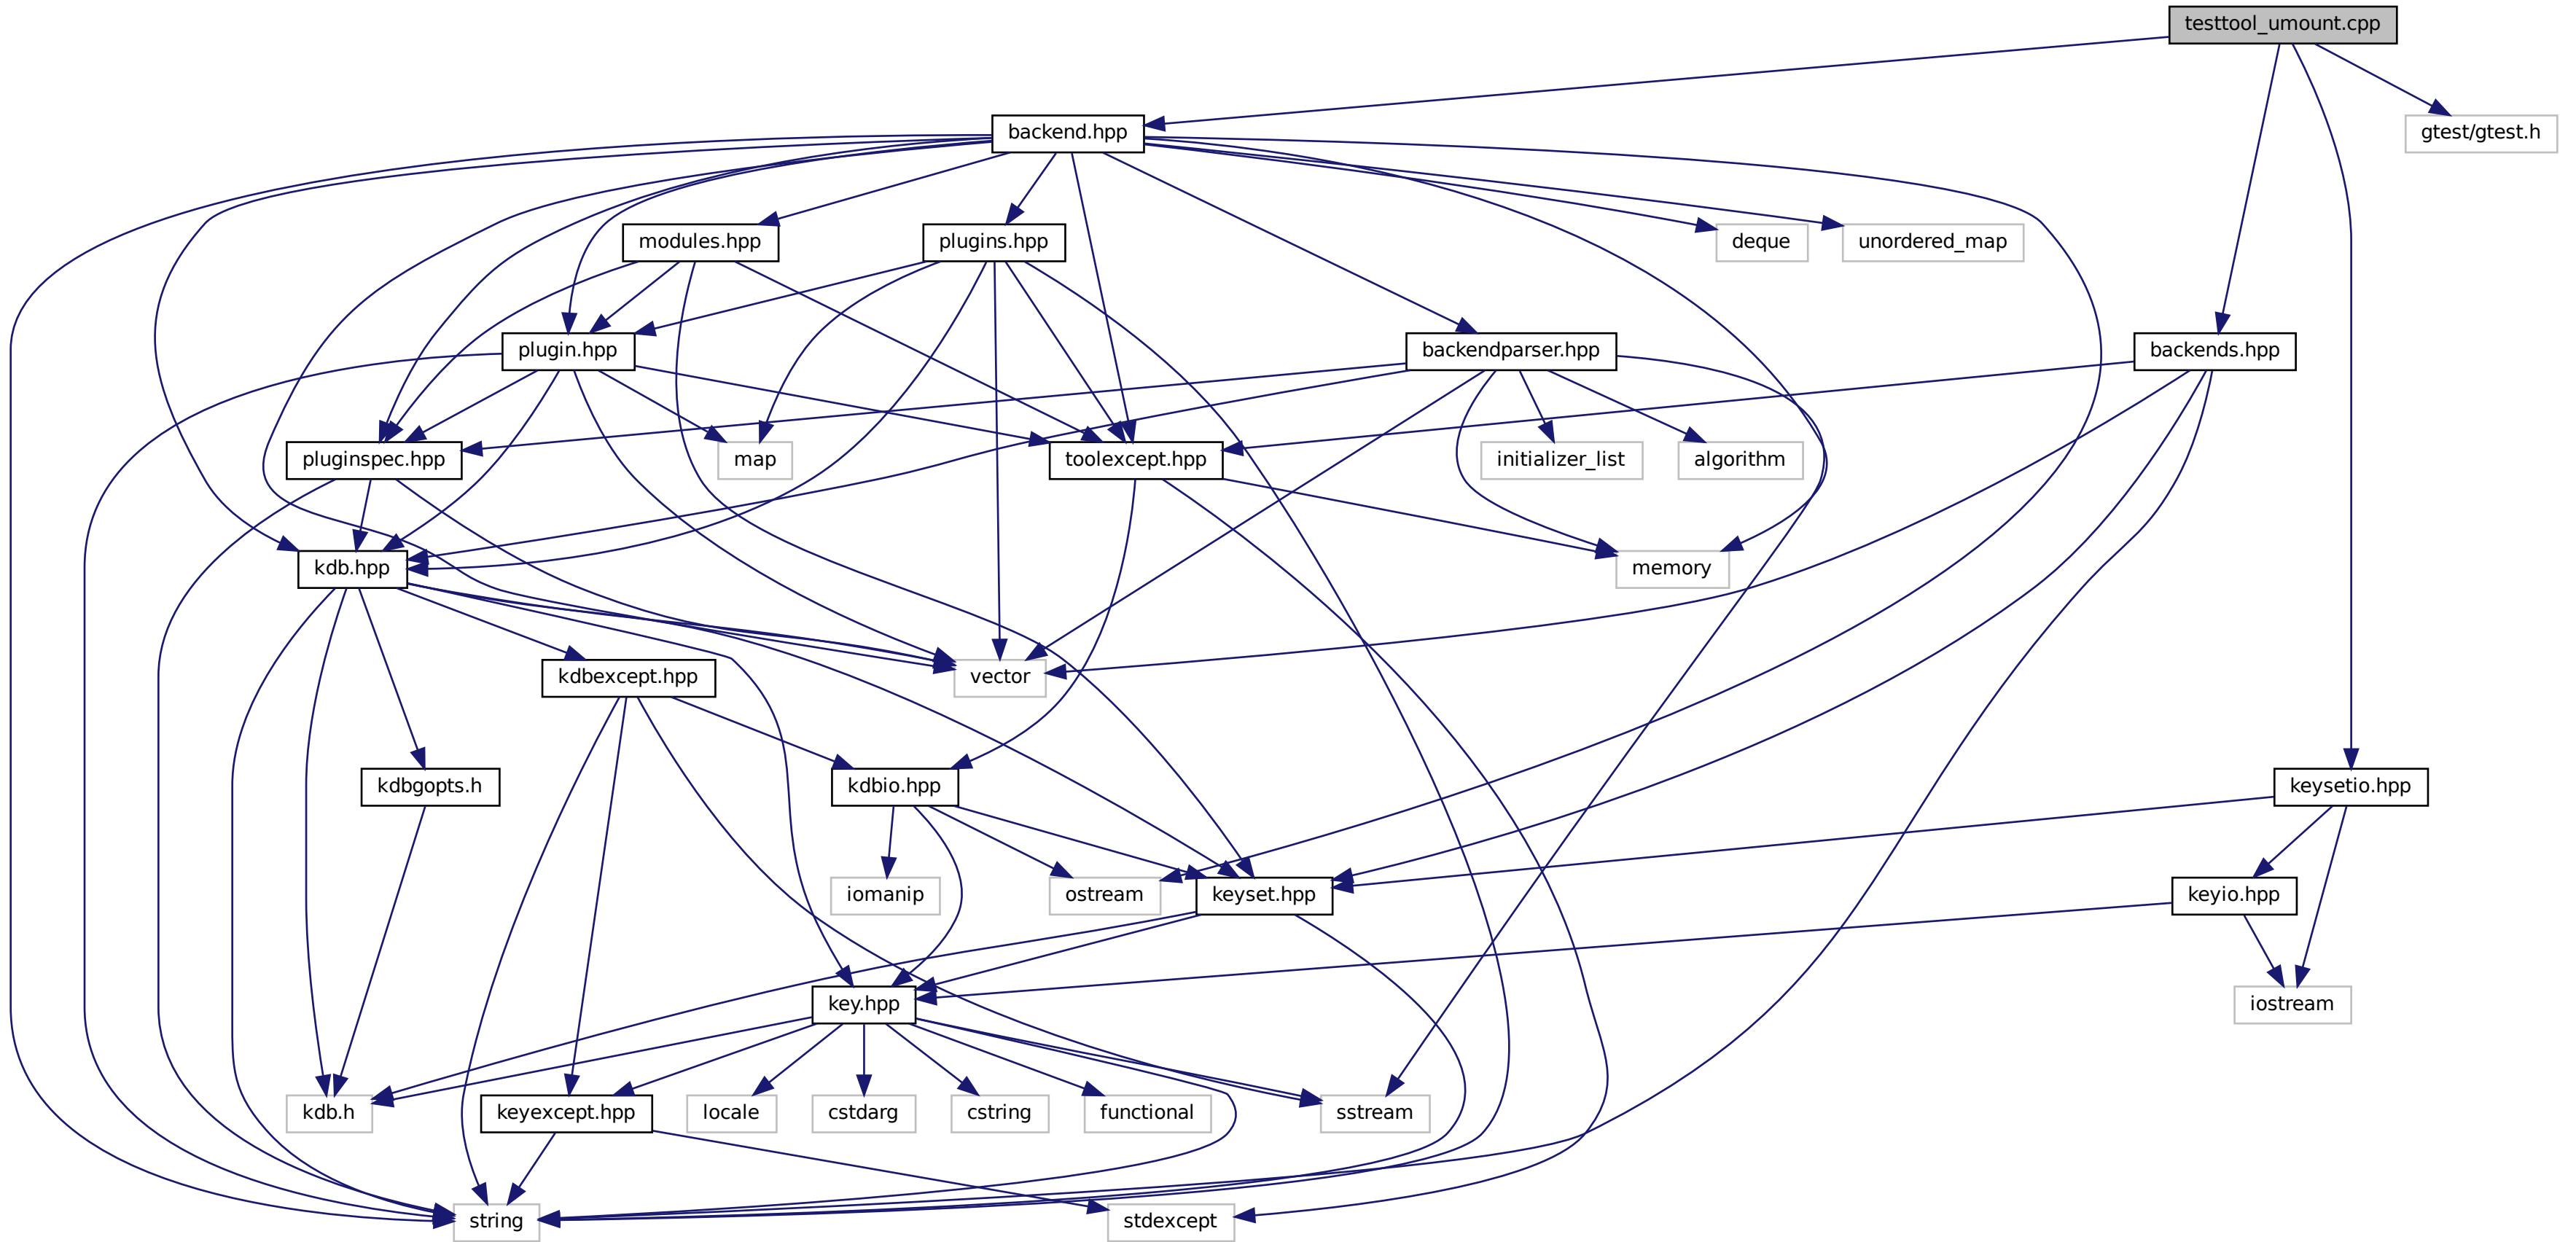 testtool_umount.cpp
backend.hpp
gtest/gtest.h
modules.hpp
plugins.hpp
deque
unordered_map
plugin.hpp
backendparser.hpp
backends.hpp
pluginspec.hpp
map
toolexcept.hpp
initializer_list
algorithm
kdb.hpp
memory
kdbexcept.hpp
vector
kdbgopts.h
kdbio.hpp
keysetio.hpp
iomanip
ostream
keyset.hpp
keyio.hpp
key.hpp
iostream
kdb.h
keyexcept.hpp
locale
cstdarg
cstring
functional
sstream
string
stdexcept